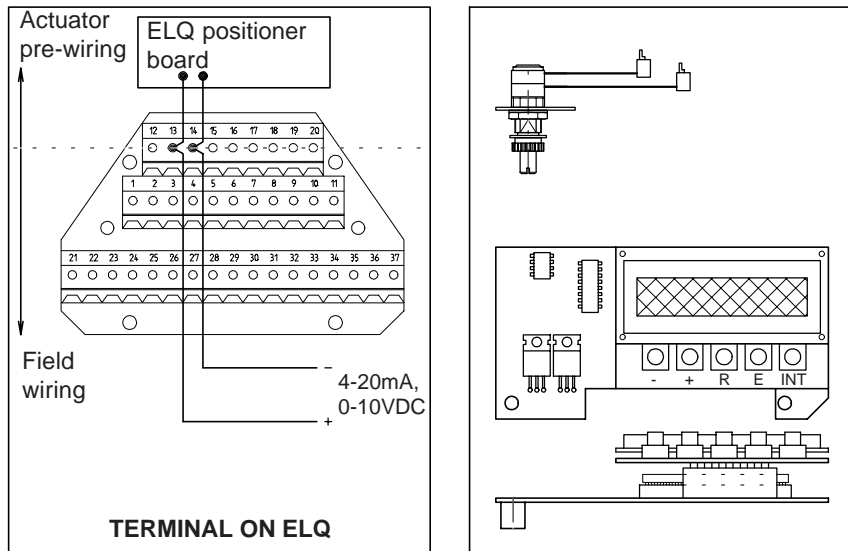 Actuator
pre-wiring
ELQ positioner
board
12 13 14 15 16 17 18 19 20
1 2 3 4 5 6 7 8 9 10 11
21 22 23 24 25 26 27 28 29 30 31 32 33 34 35 36 37
Field
wiring
−
4-20mA,
0-10VDC
+
TERMINAL ON ELQ
- + R E INT